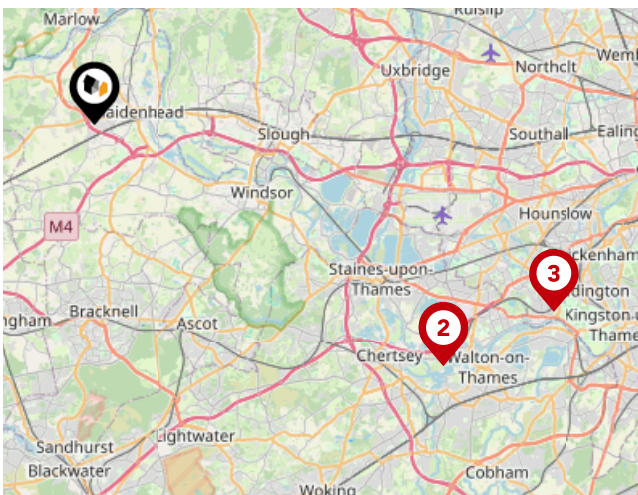 Marlow
Ruislip
Uxbridge
Northclt
Wemb
aidenhead
Slough
Southall
Ealing
Windsor
M4
Hounslow
ckenham
Staines-upon-
Thames
3
dington
Bracknell
ngham
Ascot
2
Kingston-u
Thame
Chertsey
Walton-on-
Thames
Lightwater
Sandhurst
Blackwater
Cobham
Woking